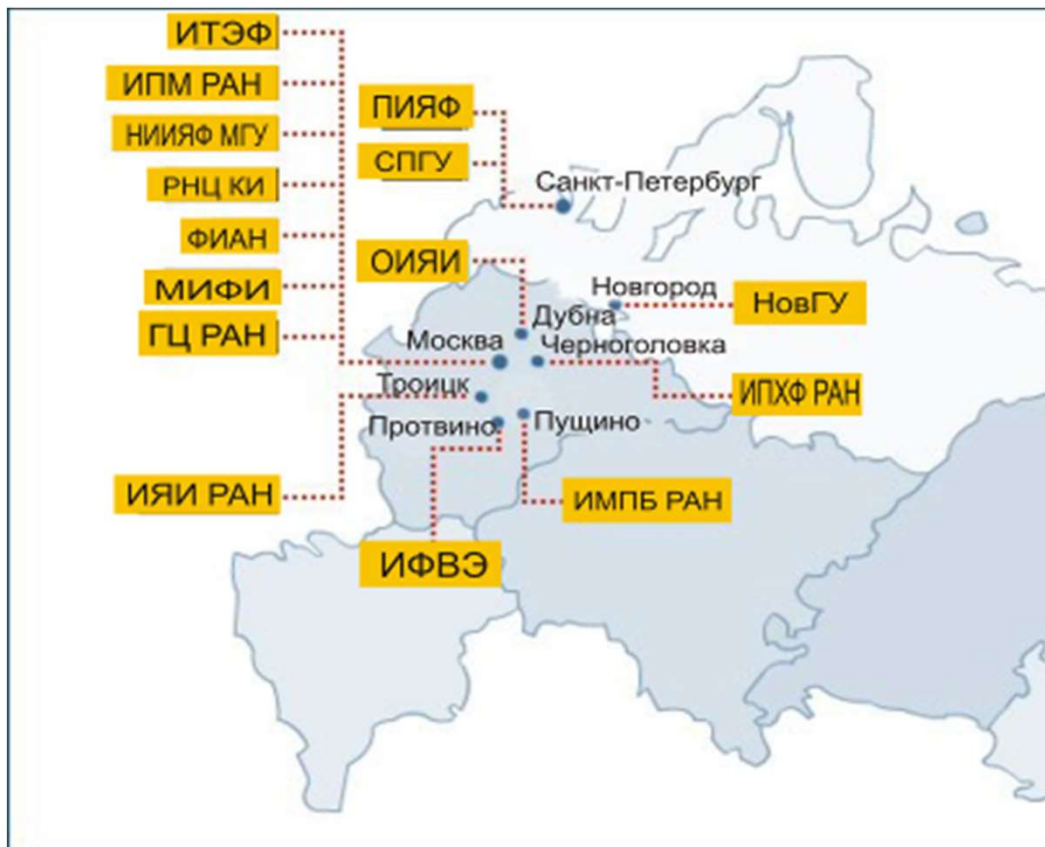 ИТЭФ
ИПМ РАН
НИИЯФ МГУ
РНЦ КИ
ФИАН
МИФИ
ГЦ РАН
ПИЯФ
СПГУ
Санкт-Петербург
ОИЯИ
Новгород
НовГУ
Дубна
Москва
Черноголовка
Троицк
ИПХФ РАН
Протвино
Пущино
ИЯИ РАН
ИМПБ РАН
ИФВЭ